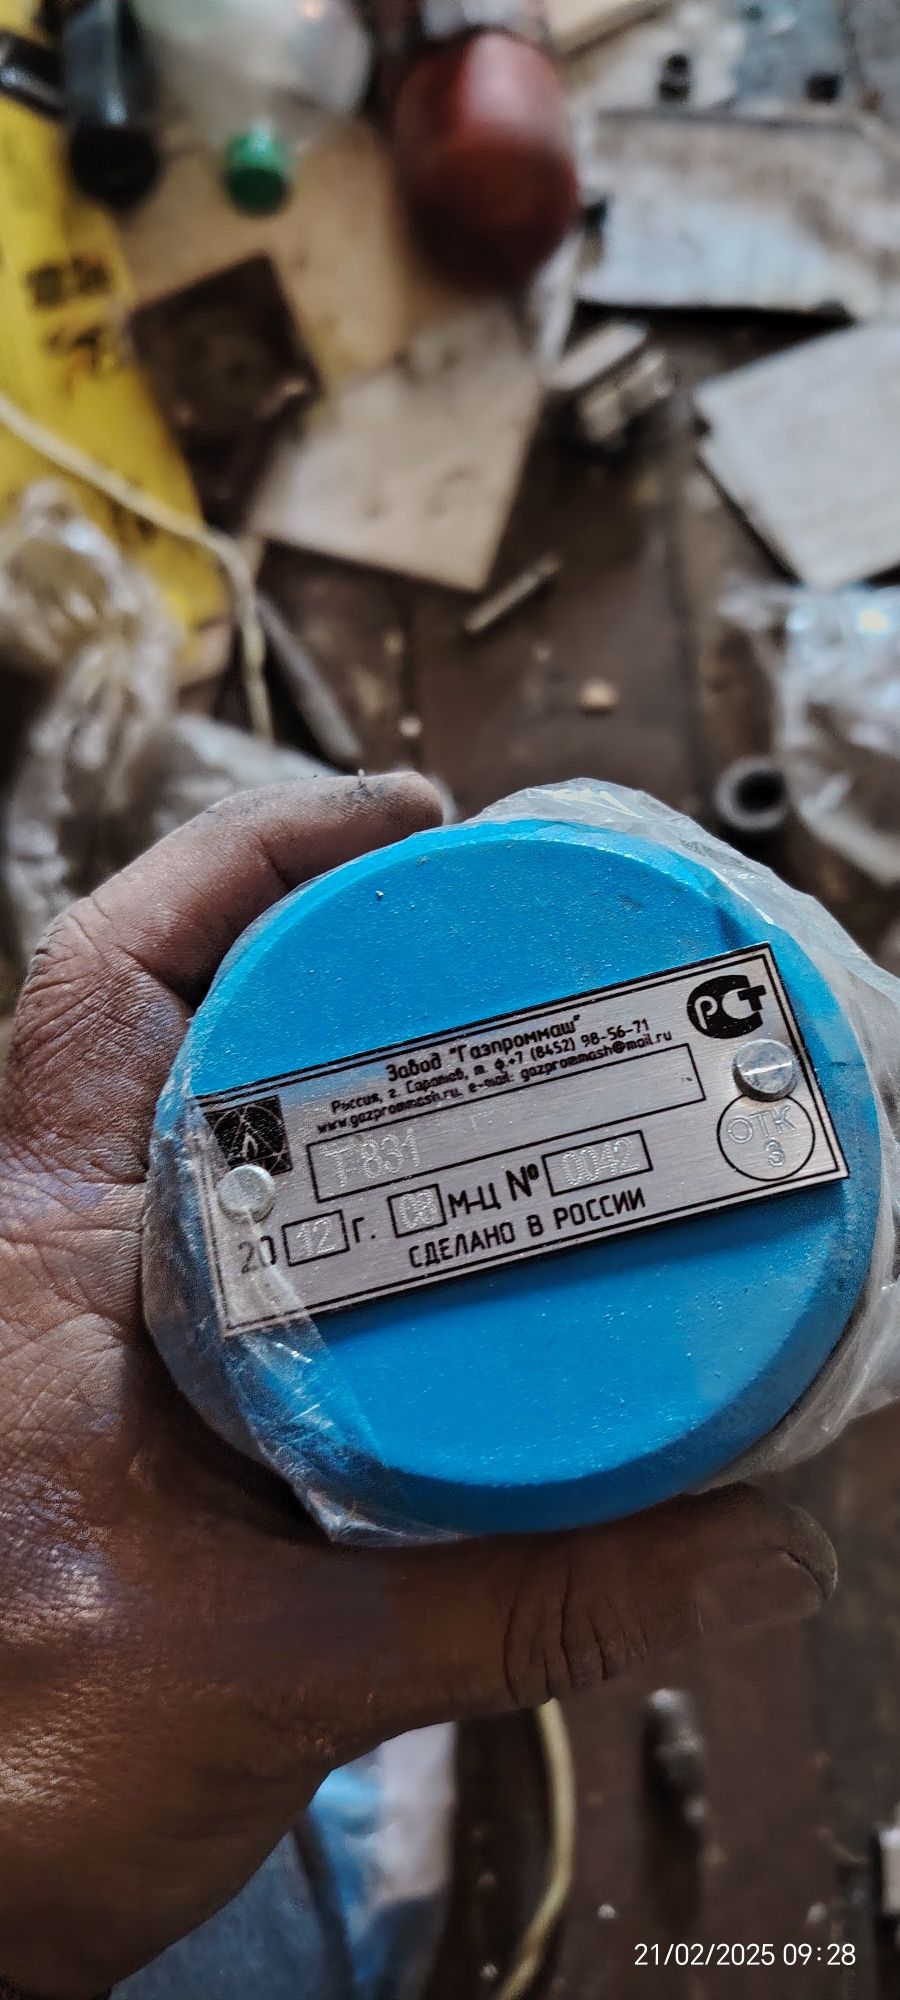 Завод "Газпроммаш"
Россия, г. Саратов, т. ф.+7 (8452) 98-56-71
www.gazprommash.ru, e-mail: gazprommash@mail.ru
РСТ
Т-831
ОТК
3
20 12 г. 08 М-Ц № 0042
СДЕЛАНО В РОССИИ
21/02/2025 09:28